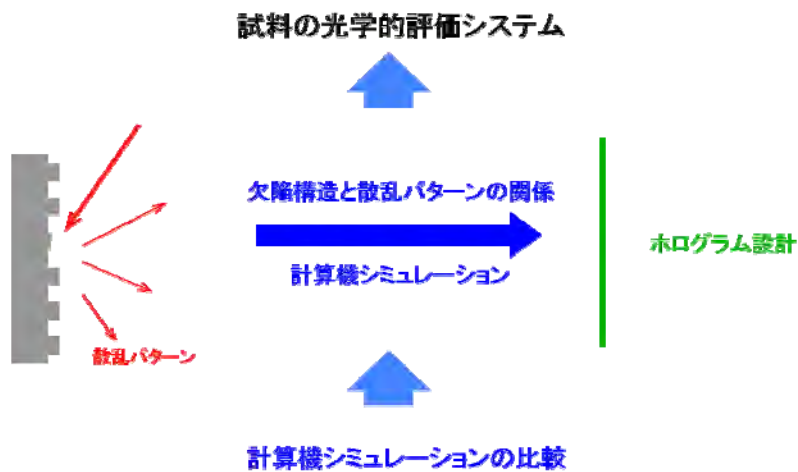 試料の光学的評価システム
欠陥構造と散乱パターンの関係
計算機シミュレーション
ホログラム設計
散乱パターン
計算機シミュレーションの比較